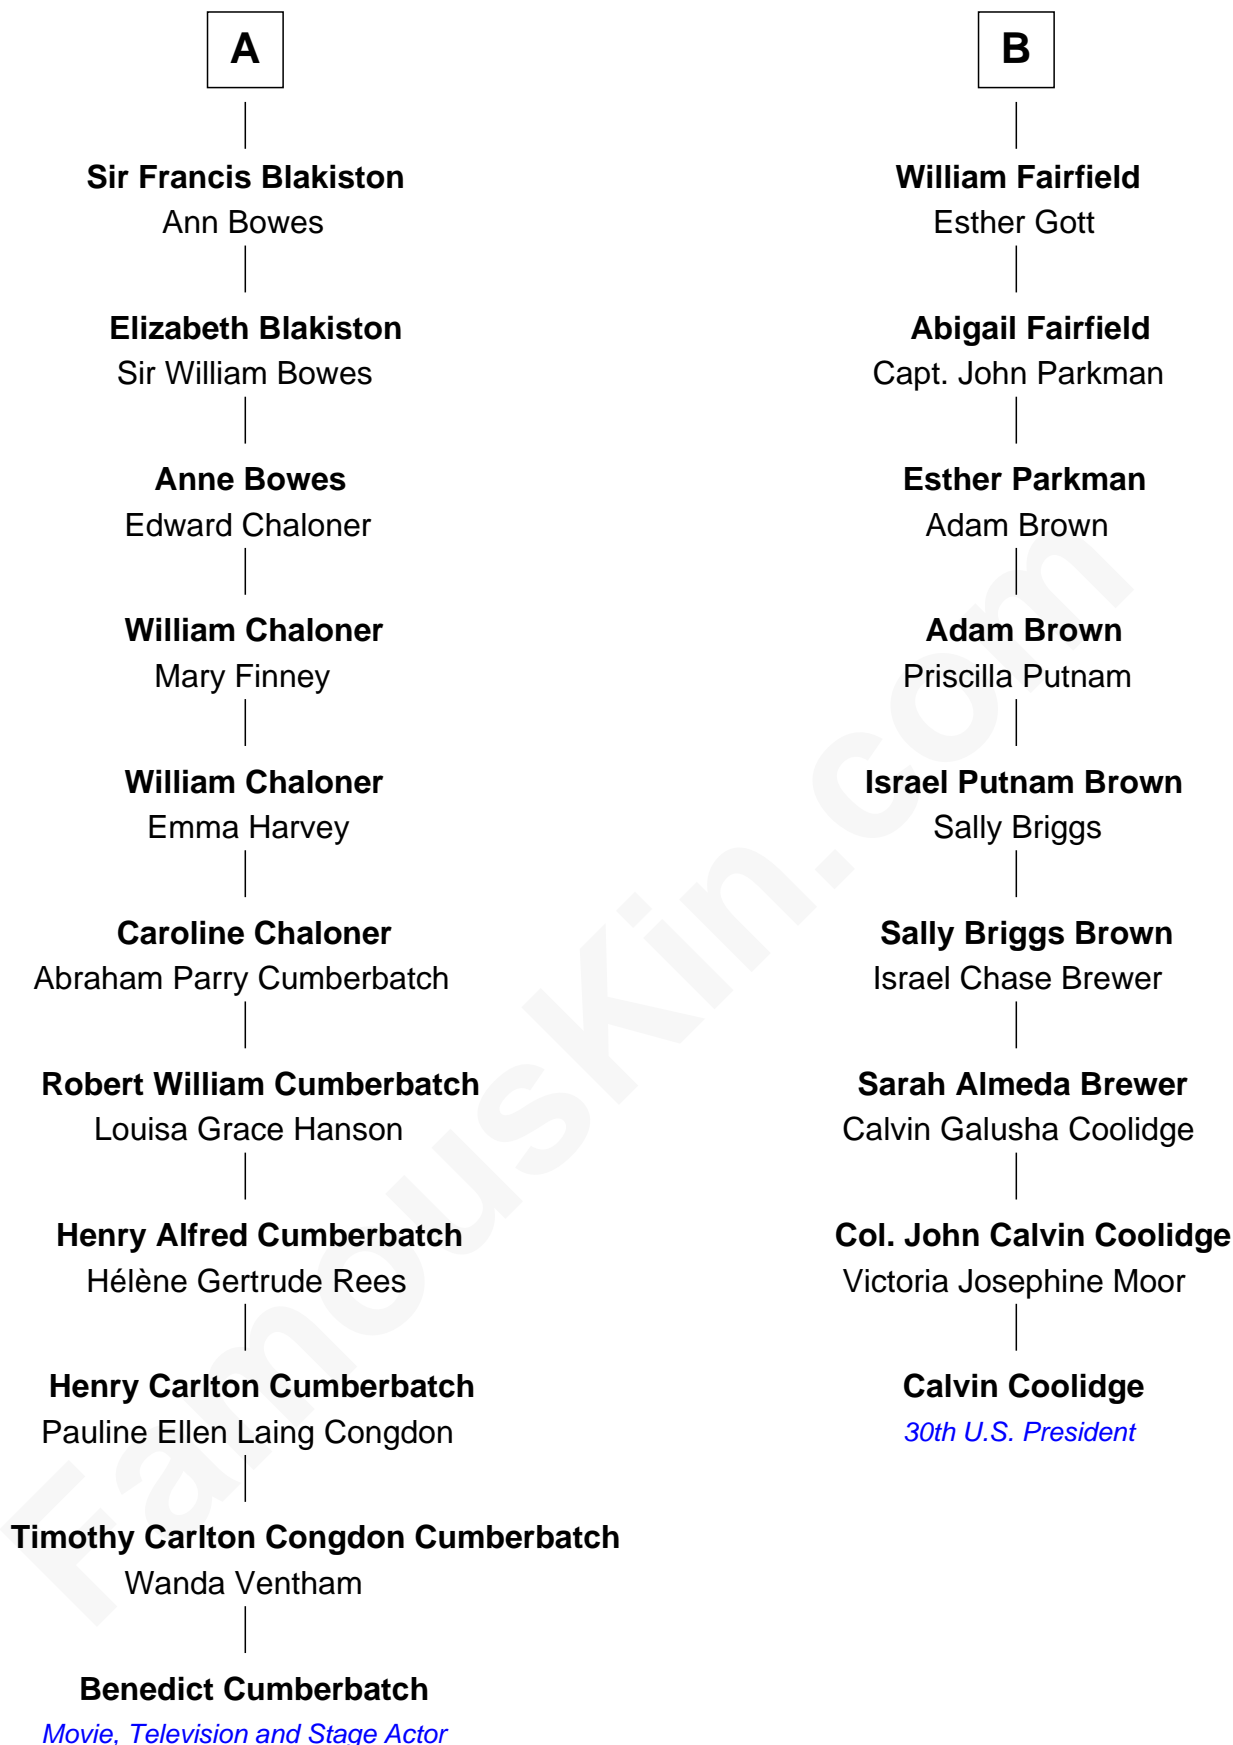 A
Sir Francis Blakiston
Ann Bowes
Elizabeth Blakiston
Sir William Bowes
Anne Bowes
Edward Chaloner
William Chaloner
Mary Finney
William Chaloner
Emma Harvey
Caroline Chaloner
Abraham Parry Cumberbatch
Robert William Cumberbatch
Louisa Grace Hanson
Henry Alfred Cumberbatch
Hélène Gertrude Rees
Henry Carlton Cumberbatch
Pauline Ellen Laing Congdon
Timothy Carlton Congdon Cumberbatch
Wanda Ventham
Benedict Cumberbatch
Movie, Television and Stage Actor
B
William Fairfield
Esther Gott
Abigail Fairfield
Capt. John Parkman
Esther Parkman
Adam Brown
Adam Brown
Priscilla Putnam
Israel Putnam Brown
Sally Briggs
Sally Briggs Brown
Israel Chase Brewer
Sarah Almeda Brewer
Calvin Galusha Coolidge
Col. John Calvin Coolidge
Victoria Josephine Moor
Calvin Coolidge
30th U.S. President
FamousKin.com